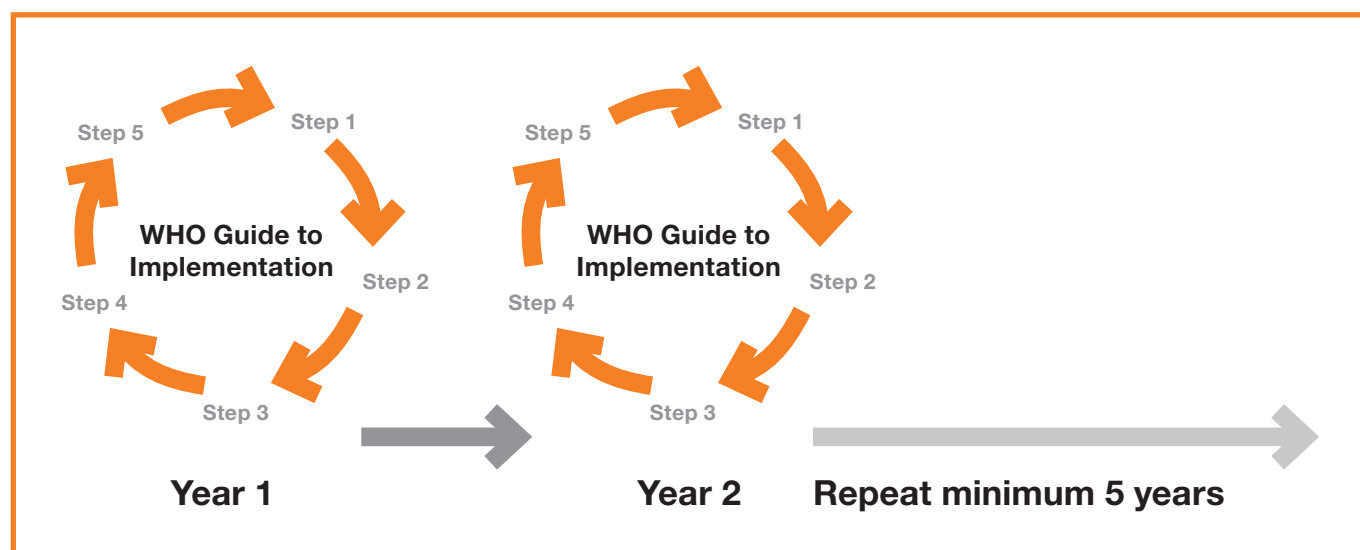 Step 1
Step 2
Step 3
Step 4
Step 5
WHO Guide to
Implementation
Year 1
Step 1
Step 2
Step 3
Step 4
Step 5
WHO Guide to
Implementation
Year 2
Repeat minimum 5 years